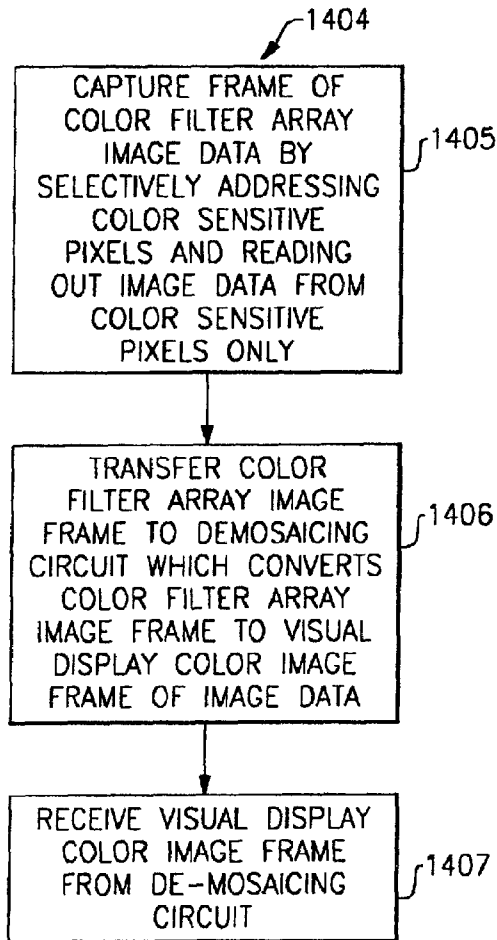 1404
CAPTURE FRAME OF
COLOR FILTER ARRAY
IMAGE DATA BY
SELECTIVELY ADDRESSING
COLOR SENSITIVE
PIXELS AND READING
OUT IMAGE DATA FROM
COLOR SENSITIVE
PIXELS ONLY
1405
TRANSFER COLOR
FILTER ARRAY IMAGE
FRAME TO DEMOSAICING
CIRCUIT WHICH CONVERTS
COLOR FILTER ARRAY
IMAGE FRAME TO VISUAL
DISPLAY COLOR IMAGE
FRAME OF IMAGE DATA
1406
RECEIVE VISUAL DISPLAY
COLOR IMAGE FRAME
FROM DE-MOSAICING
CIRCUIT
1407